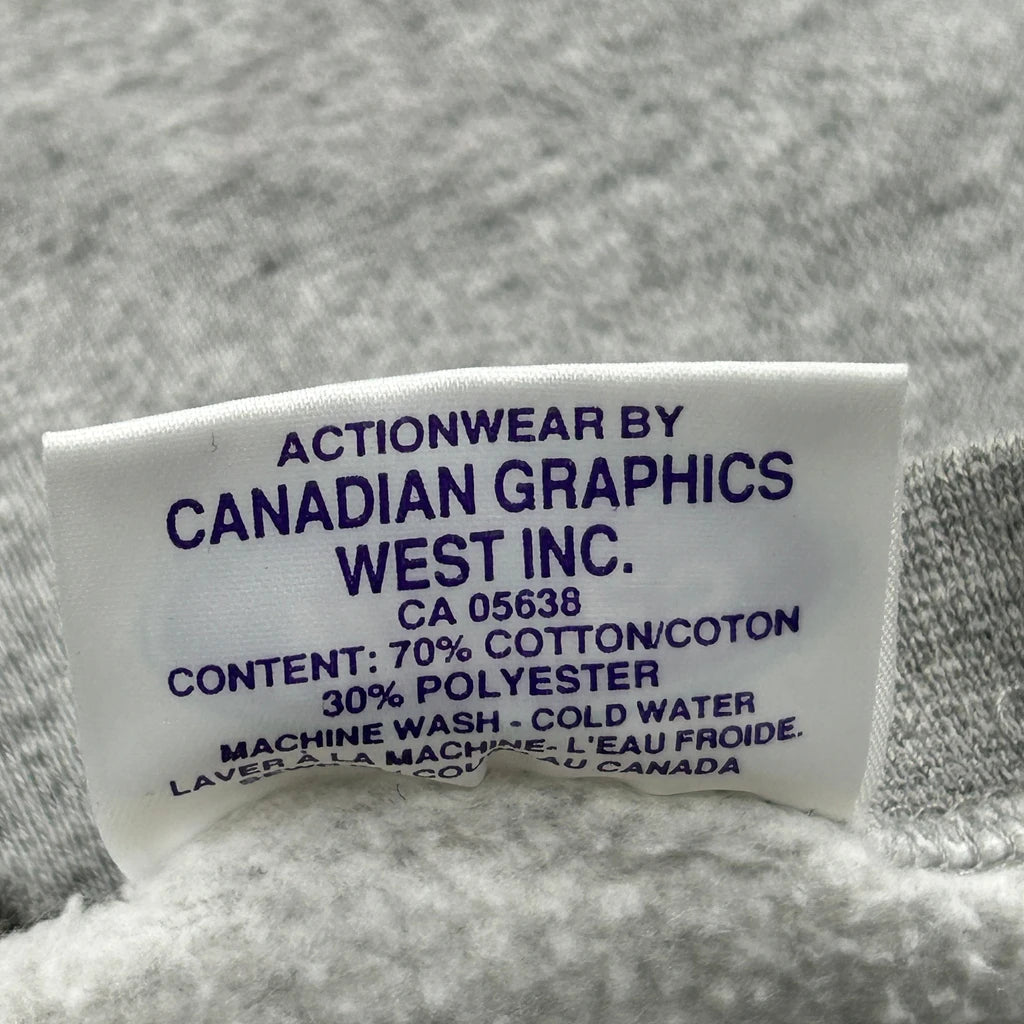 ACTIONWEAR BY
CANADIAN GRAPHICS
WEST INC.
CA 05638
CONTENT: 70% COTTON/COTON
30% POLYESTER
MACHINE WASH - COLD WATER
LAVER À LA MACHINE- L'EAU FROIDE.
AU CANADA